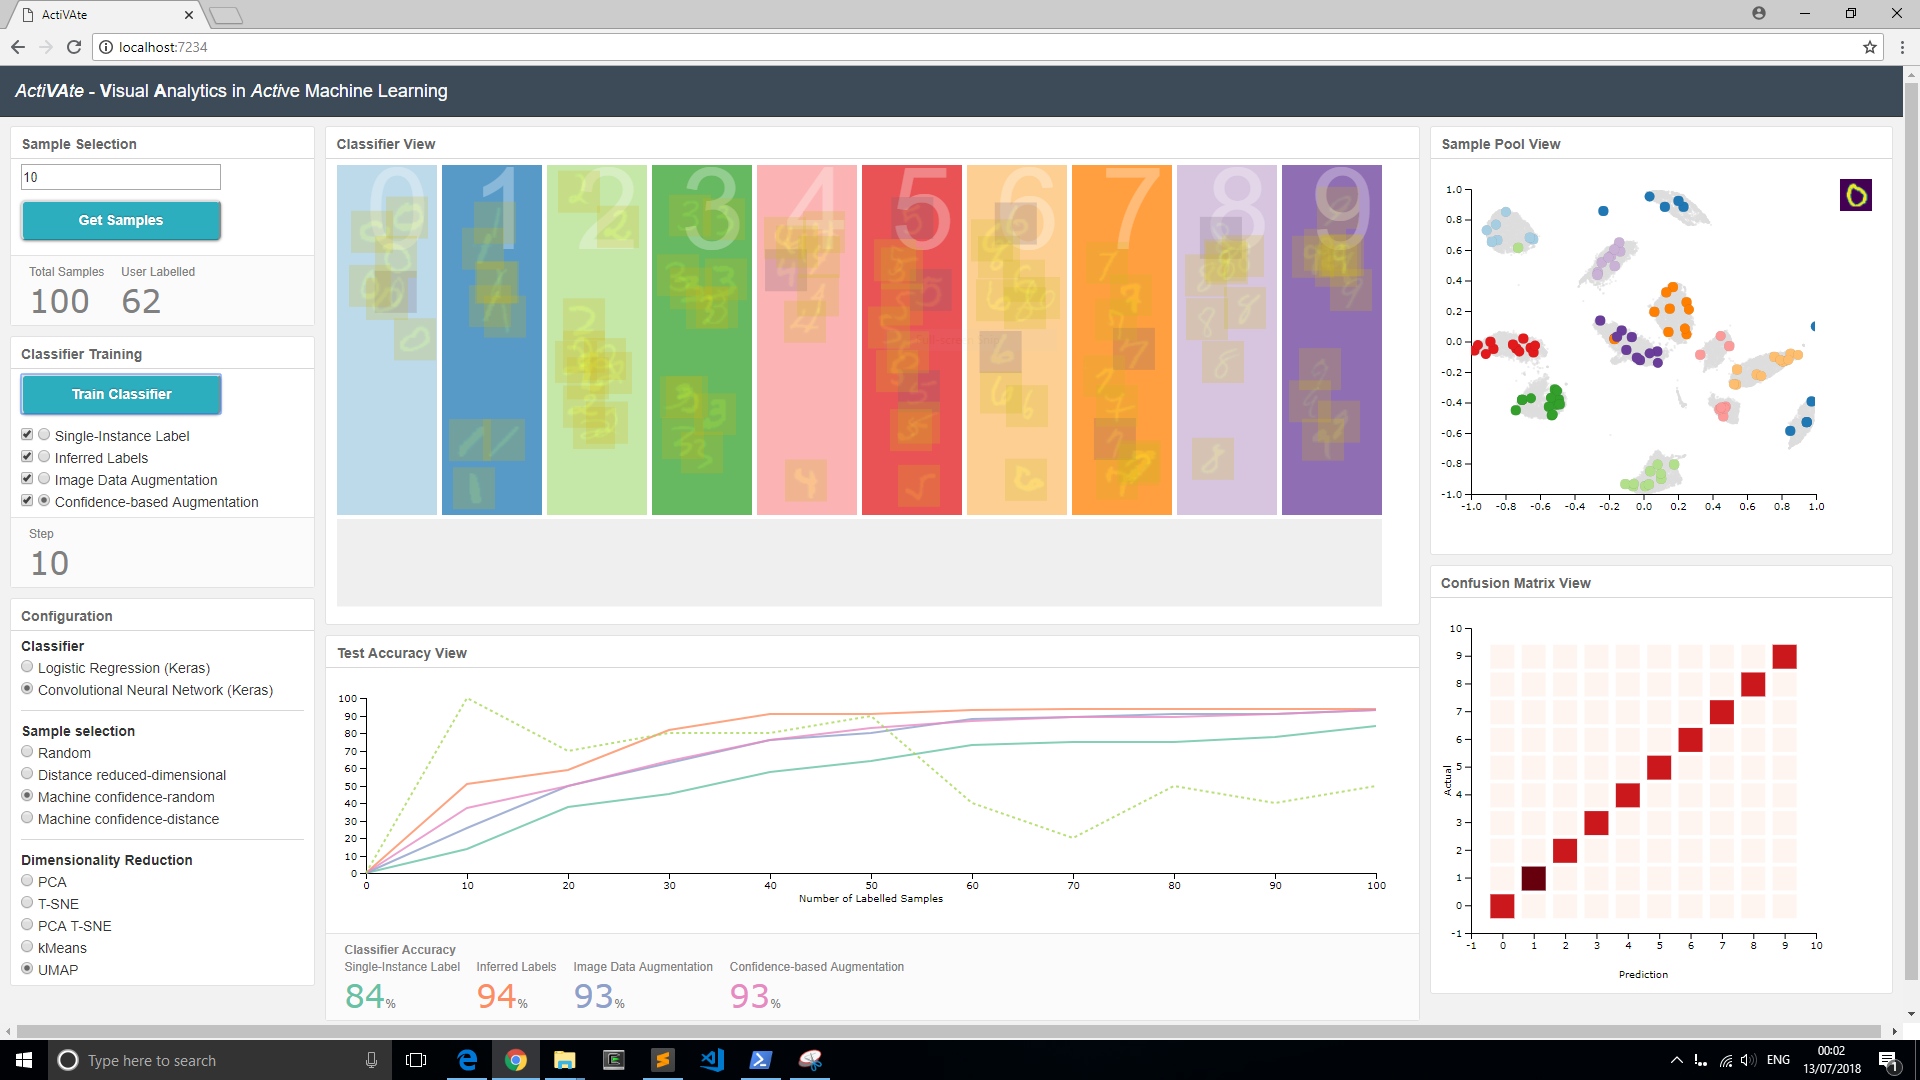 ActiVAte
localhost:7234
ActiVAte - Visual Analytics in Active Machine Learning
Sample Selection
10
Get Samples
Total Samples User Labelled
100 62
Classifier Training
Train Classifier
Single-Instance Label
Inferred Labels
Image Data Augmentation
Confidence-based Augmentation
Step
10
Configuration
Classifier
Logistic Regression (Keras)
Convolutional Neural Network (Keras)
Sample selection
Random
Distance reduced-dimensional
Machine confidence-random
Machine confidence-distance
Dimensionality Reduction
PCA
T-SNE
PCA T-SNE
kMeans
UMAP
Classifier View
0 1 2 3 4 5 6 7 8 9
Test Accuracy View
100
90
80
70
60
50
40
30
20
10
0
0 10 20 30 40 50 60 70 80 90 100
Number of Labelled Samples
Classifier Accuracy
Single-Instance Label Inferred Labels Image Data Augmentation Confidence-based Augmentation
84% 94% 93% 93%
Sample Pool View
1.0
0.8
0.6
0.4
0.2
0.0
-0.2
-0.4
-0.6
-0.8
-1.0
-1.0 -0.8 -0.6 -0.4 -0.2 0.0 0.2 0.4 0.6 0.8 1.0
Confusion Matrix View
10
9
8
7
6
5
4
3
2
1
0
-1
Actual
-1 0 1 2 3 4 5 6 7 8 9 10
Prediction
Type here to search
ENG
00:02
13/07/2018
1